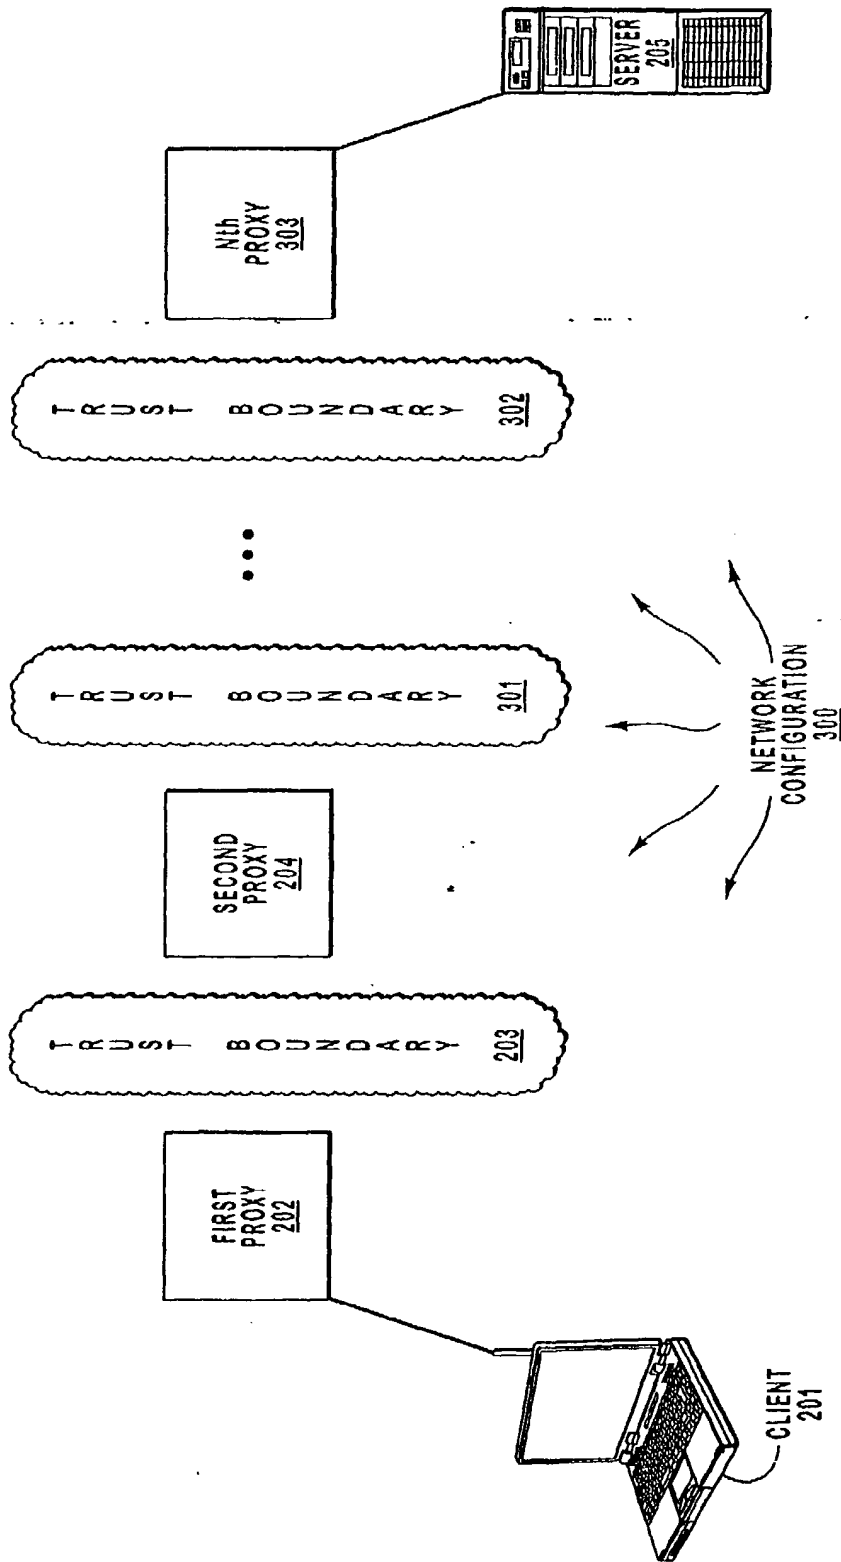 FIRST
PROXY
202
TRUST BOUNDARY
203
SECOND
PROXY
204
TRUST BOUNDARY
301
TRUST BOUNDARY
302
Nth
PROXY
303
SERVER
205
CLIENT
201
NETWORK
CONFIGURATION
300